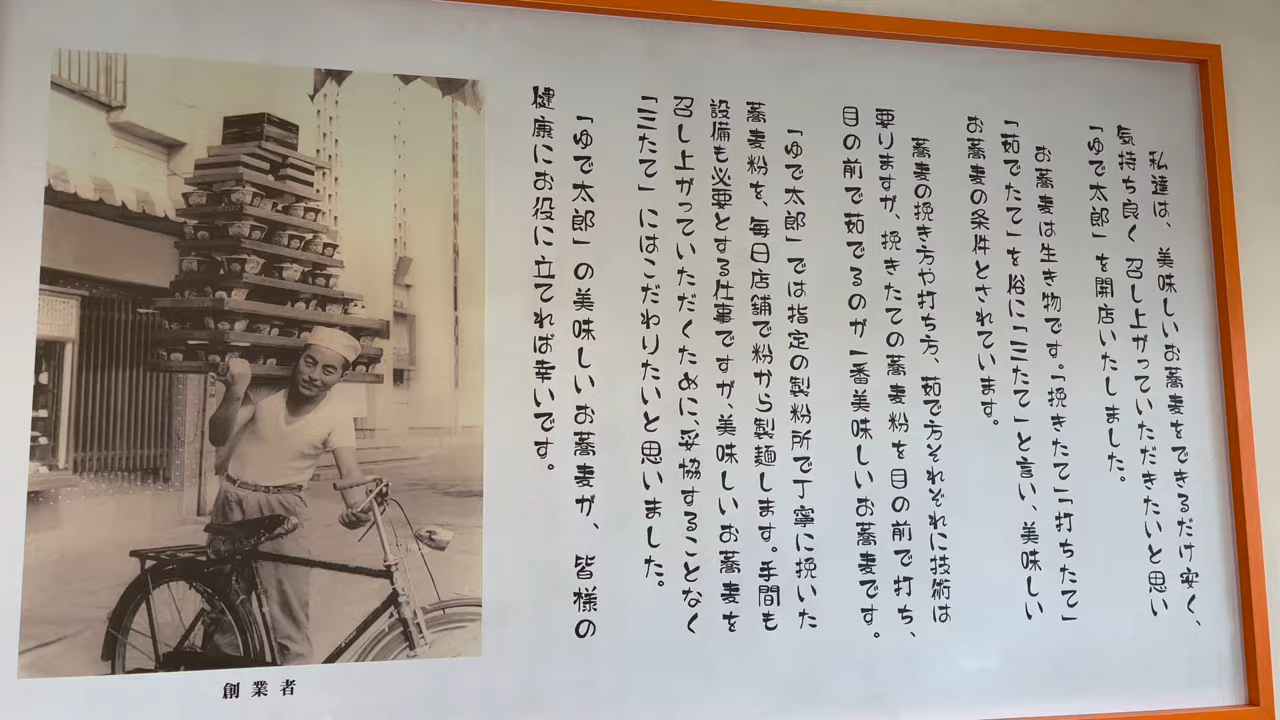 私達は、美味しいお蕎麦をできるだけ安く、
気持ち良く召し上がっていただきたいと思い
「ゆで太郎」を開店いたしました。
お蕎麦は生き物です。「挽きたて」「打ちたて」
「茹でたて」を俗に「三たて」と言い、美味しい
お蕎麦の条件とされています。
蕎麦の挽き方や打ち方、茹で方それぞれに技術は
要りますが、挽きたての蕎麦粉を目の前で打ち、
目の前で茹でるのが一番美味しいお蕎麦です。
「ゆで太郎」では指定の製粉所で丁寧に挽いた
蕎麦粉を、毎日店舗で粉から製麺します。手間も
設備も必要とする仕事ですが、美味しいお蕎麦を
召し上がっていただくために、妥協することなく
「三たて」にはこだわりたいと思いました。
「ゆで太郎」の美味しいお蕎麦が、皆様の
健康にお役に立てれば幸いです。
創業者